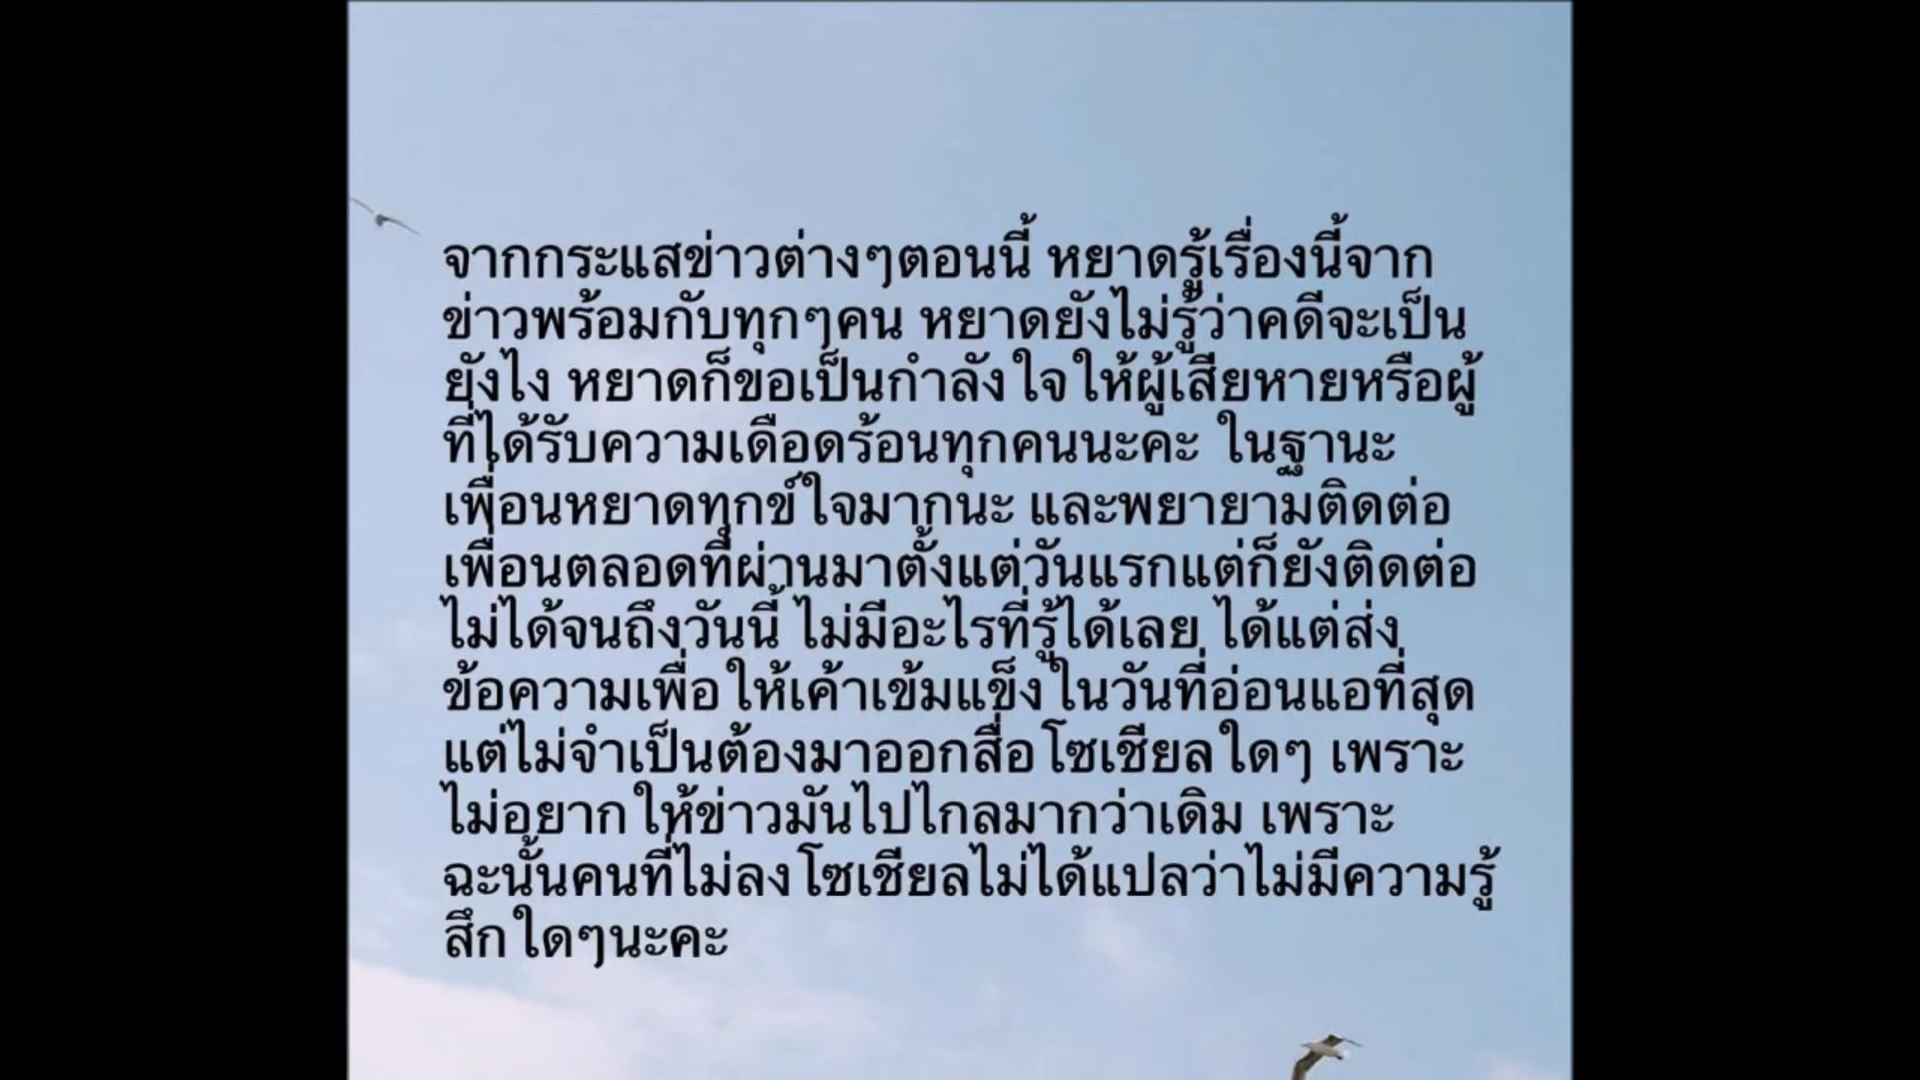 จากกระแสข่าวต่างๆตอนนี้ หยาดรู้เรื่องนี้จาก
ข่าวพร้อมกับทุกๆคน หยาดยังไม่รู้ว่าคดีจะเป็น
ยังไง หยาดก็ขอเป็นกำลังใจให้ผู้เสียหายหรือผู้
ที่ได้รับความเดือดร้อนทุกคนนะคะ ในฐานะ
เพื่อนหยาดทุกข์ใจมากนะ และพยายามติดต่อ
เพื่อนตลอดที่ผ่านมาตั้งแต่วันแรกแต่ก็ยังติดต่อ
ไม่ได้จนถึงวันนี้ ไม่มีอะไรที่รู้ได้เลย ได้แต่ส่ง
ข้อความเพื่อให้เค้าเข้มแข็งในวันที่อ่อนแอที่สุด
แต่ไม่จำเป็นต้องมาออกสื่อโซเชียลใดๆ เพราะ
ไม่อยากให้ข่าวมันไปไกลมากว่าเดิม เพราะ
ฉะนั้นคนที่ไม่ลงโซเชียลไม่ได้แปลว่าไม่มีความรู้
สึกใดๆนะคะ